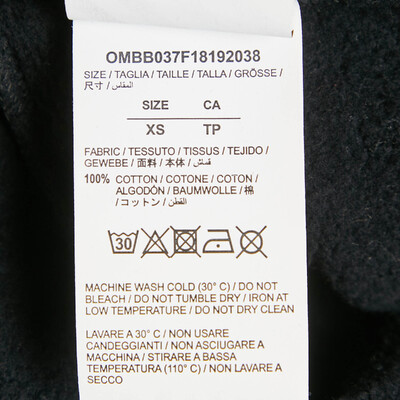 OMBB037F18192038
SIZE / TAGLIA / TAILLE / TALLA / GRÖSSE /
尺寸 / المقاس /
SIZE CA
XS TP
FABRIC / TESSUTO / TISSUS / TEJIDO /
GEWEBE / 面料 / 本体 / قماش /
100% COTTON / COTONE / COTON /
ALGODÓN / BAUMWOLLE / 棉
/ コットン / القطن /
30
MACHINE WASH COLD (30° C) / DO NOT
BLEACH / DO NOT TUMBLE DRY / IRON AT
LOW TEMPERATURE / DO NOT DRY CLEAN
LAVARE A 30° C / NON USARE
CANDEGGIANTI / NON ASCIUGARE A
MACCHINA / STIRARE A BASSA
TEMPERATURA (110° C) / NON LAVARE A
SECCO